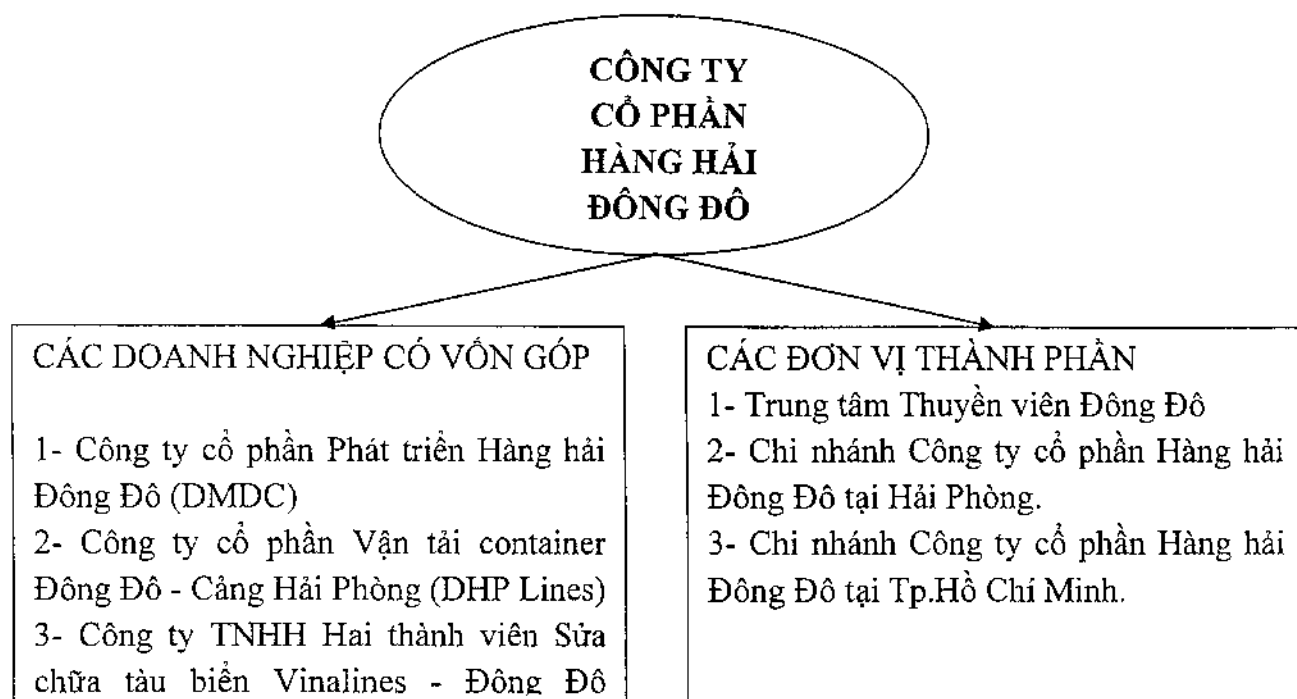 CÔNG TY
CỔ PHẦN
HÀNG HẢI
ĐÔNG ĐÔ
CÁC DOANH NGHIỆP CÓ VỐN GÓP
1- Công ty cổ phần Phát triển Hàng hải
Đông Đô (DMDC)
2- Công ty cổ phần Vận tải container
Đông Đô - Cảng Hải Phòng (DHP Lines)
3- Công ty TNHH Hai thành viên Sửa
chữa tàu biển Vinalines - Đông Đô
CÁC ĐƠN VỊ THÀNH PHẦN
1- Trung tâm Thuyền viên Đông Đô
2- Chi nhánh Công ty cổ phần Hàng hải
Đông Đô tại Hải Phòng.
3- Chi nhánh Công ty cổ phần Hàng hải
Đông Đô tại Tp.Hồ Chí Minh.